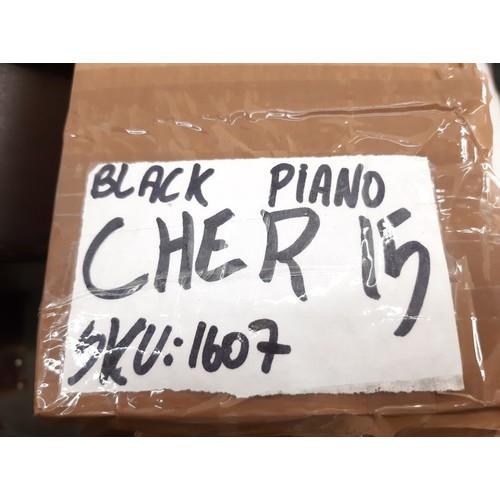 BLACK PIANO
CHER 15
SKU: 1607